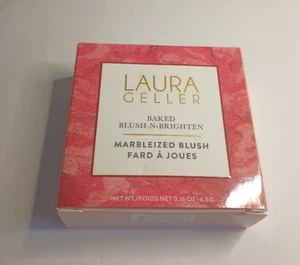 LAURA
GELLER
BAKED
BLUSH-N-BRIGHTEN
MARBLEIZED BLUSH
FARD À JOUES
NET WT./POIDS NET 0.16 OZ • 4.5 G